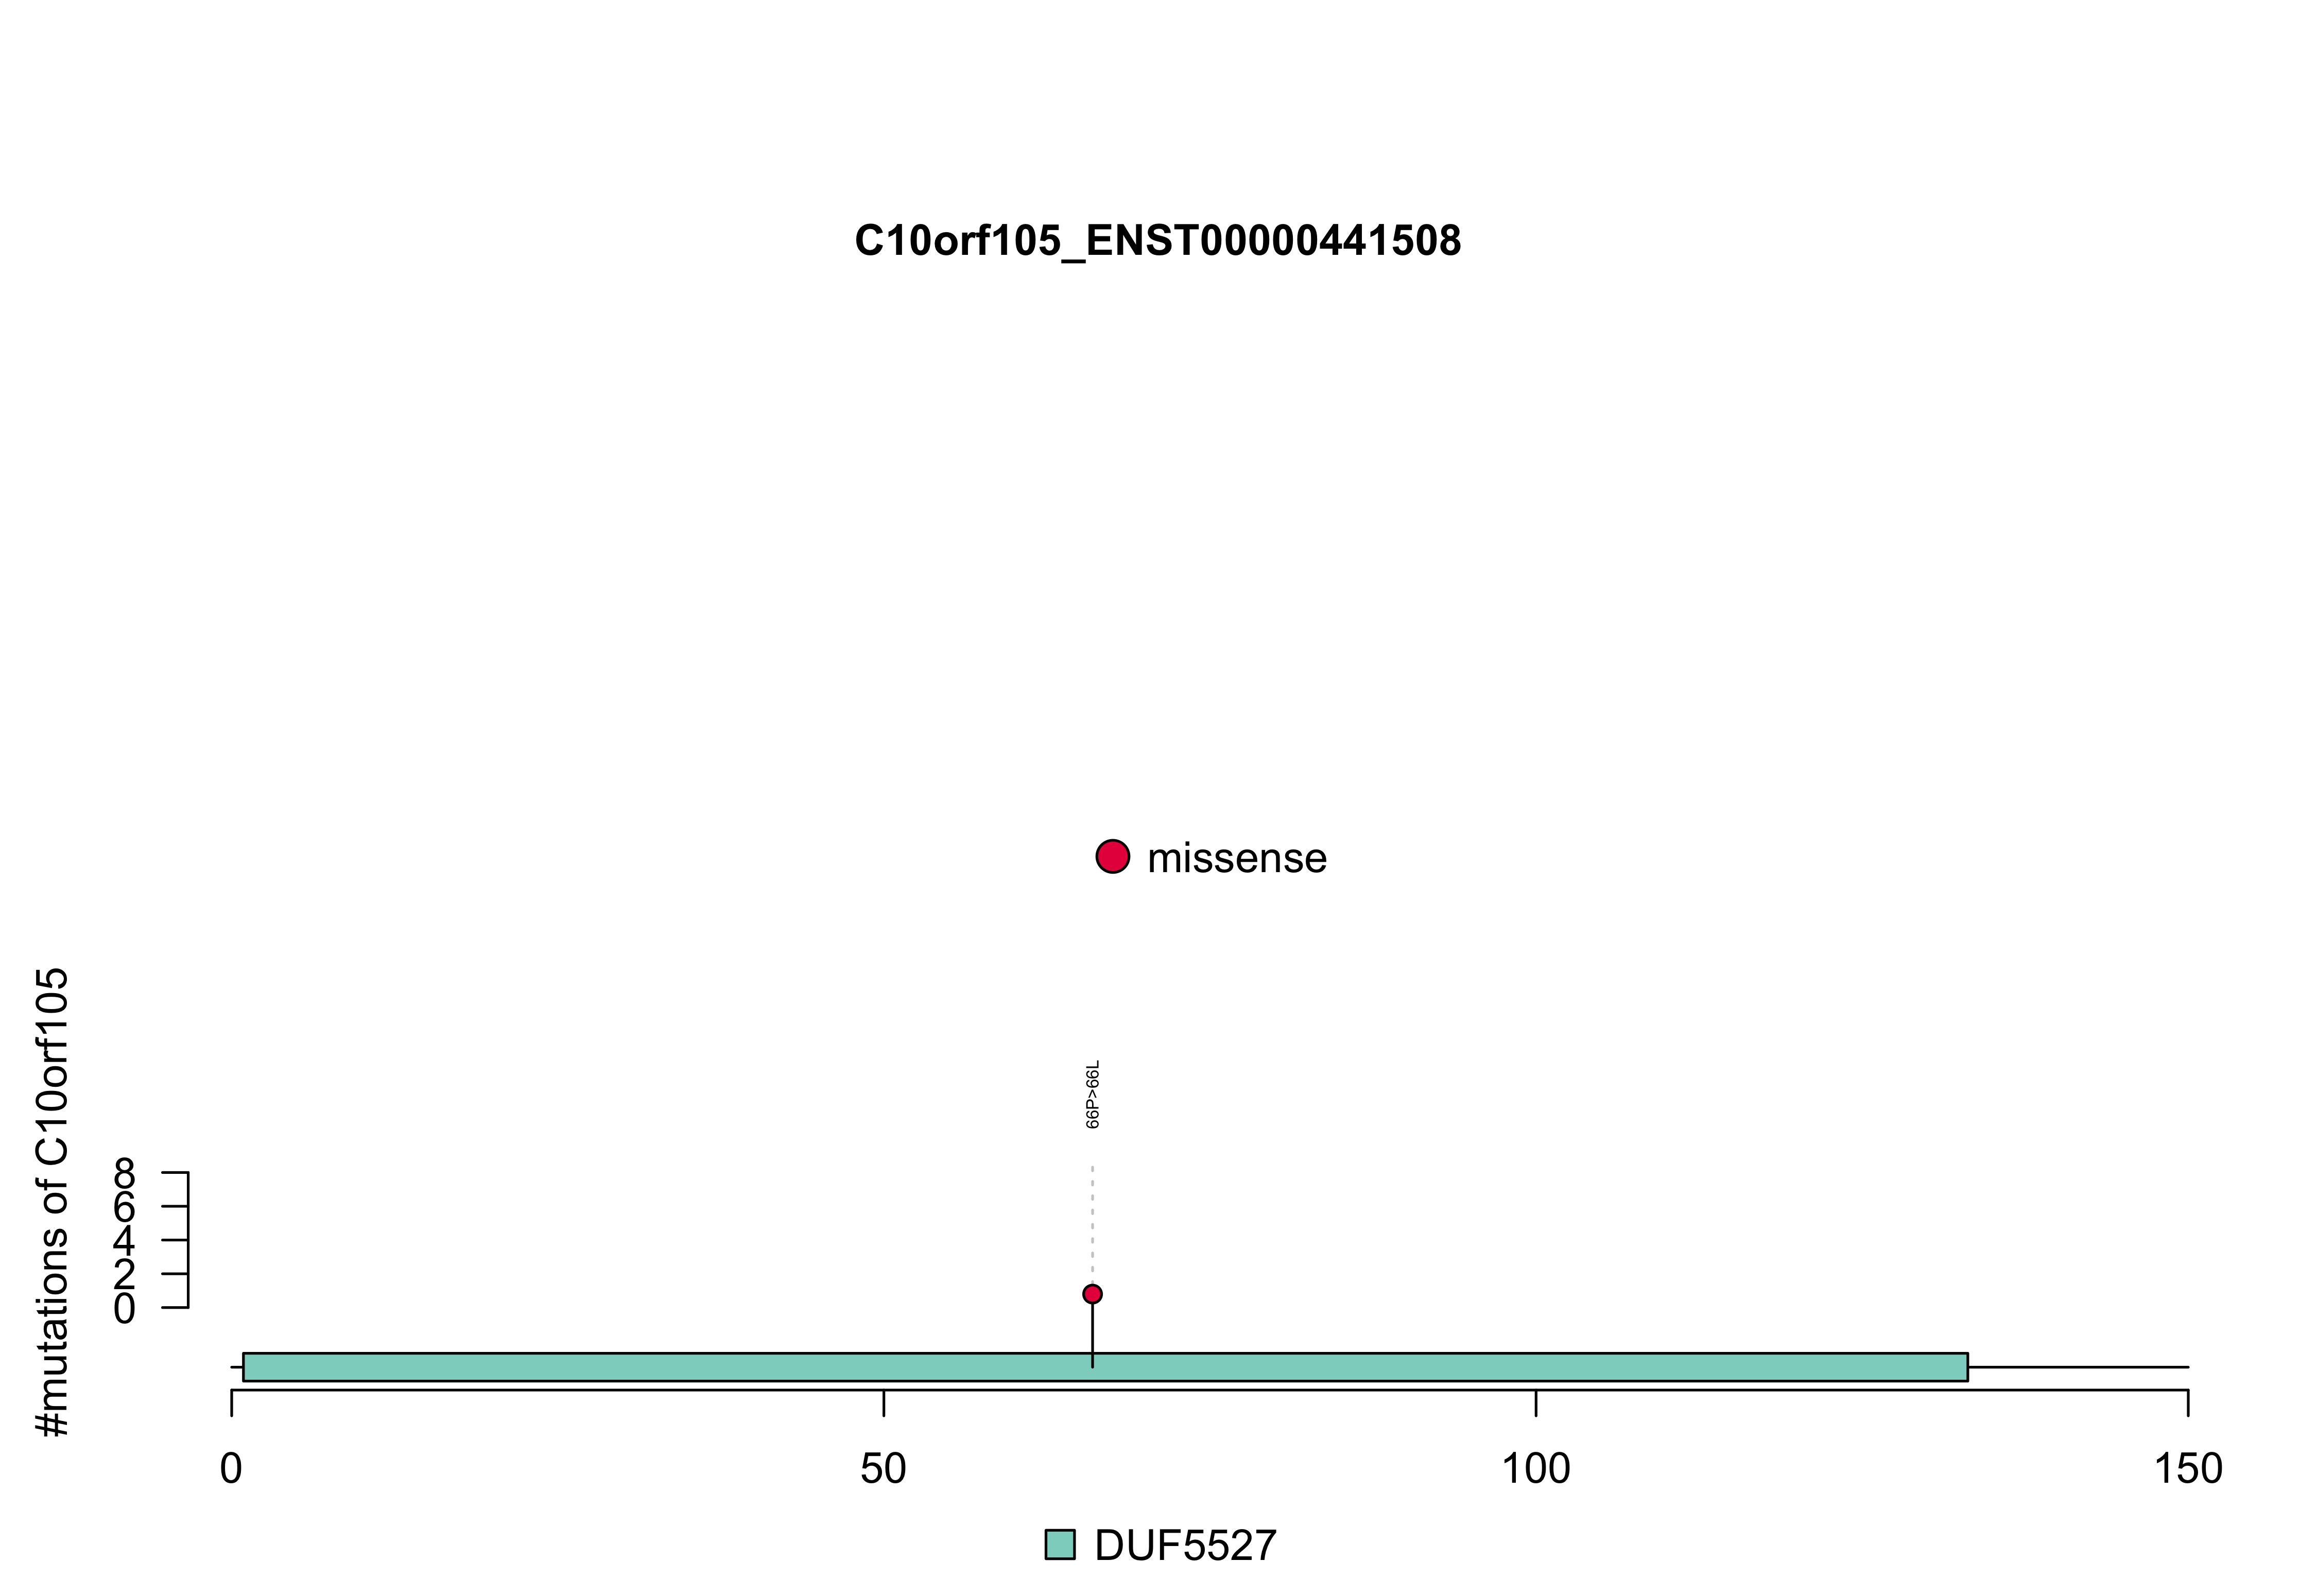 C10orf105_ENST00000441508
missense
#mutations of C10orf105
66P>66L
8
6
4
2
0
0 50 100 150
DUF5527